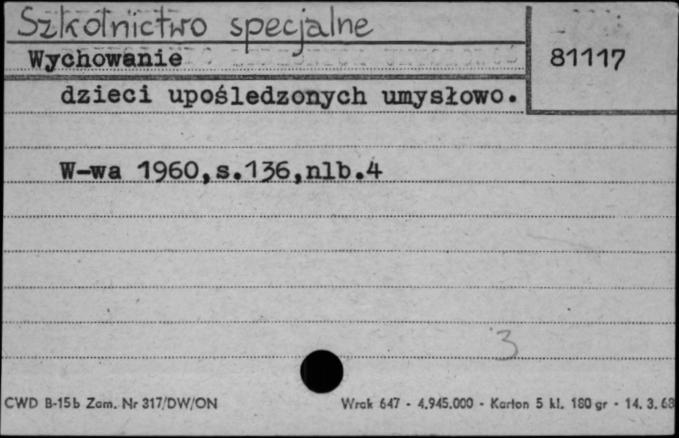 Szkolnictwo specjalne
Wychowanie
81117
dzieci upośledzonych umysłowo.
W-wa 1960,s.136,nlb.4
3
CWD B-15b Zam. Nr 317/DW/ON
Wrak 647 - 4.945.000 - Karton 5 kl. 180 gr - 14. 3. 68